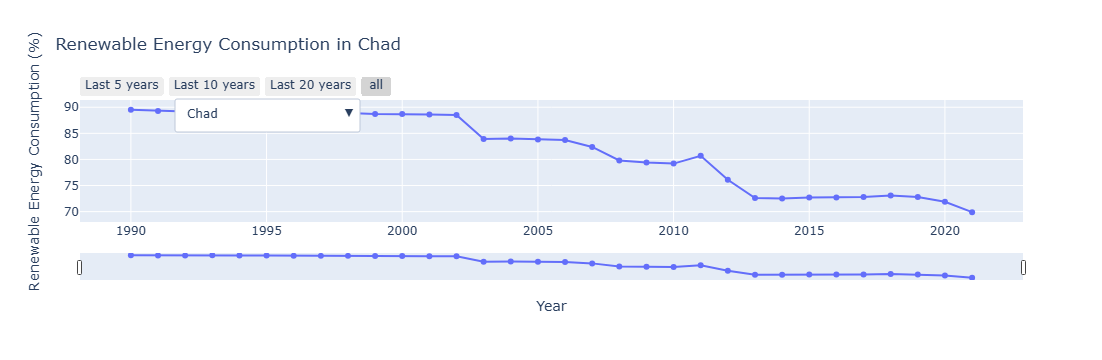 Renewable Energy Consumption in Chad
Renewable Energy Consumption (%)
Last 5 years Last 10 years Last 20 years all
Chad ▼
90
85
80
75
70
1990 1995 2000 2005 2010 2015 2020
Year